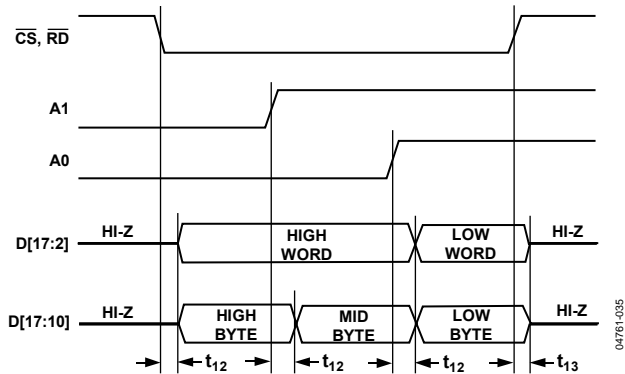 CS, RD
A1
A0
D[17:2]
HI-Z
HIGH
WORD
LOW
WORD
HI-Z
D[17:10]
HI-Z
HIGH
BYTE
MID
BYTE
LOW
BYTE
HI-Z
t12
t12
t12
t13
04761-035